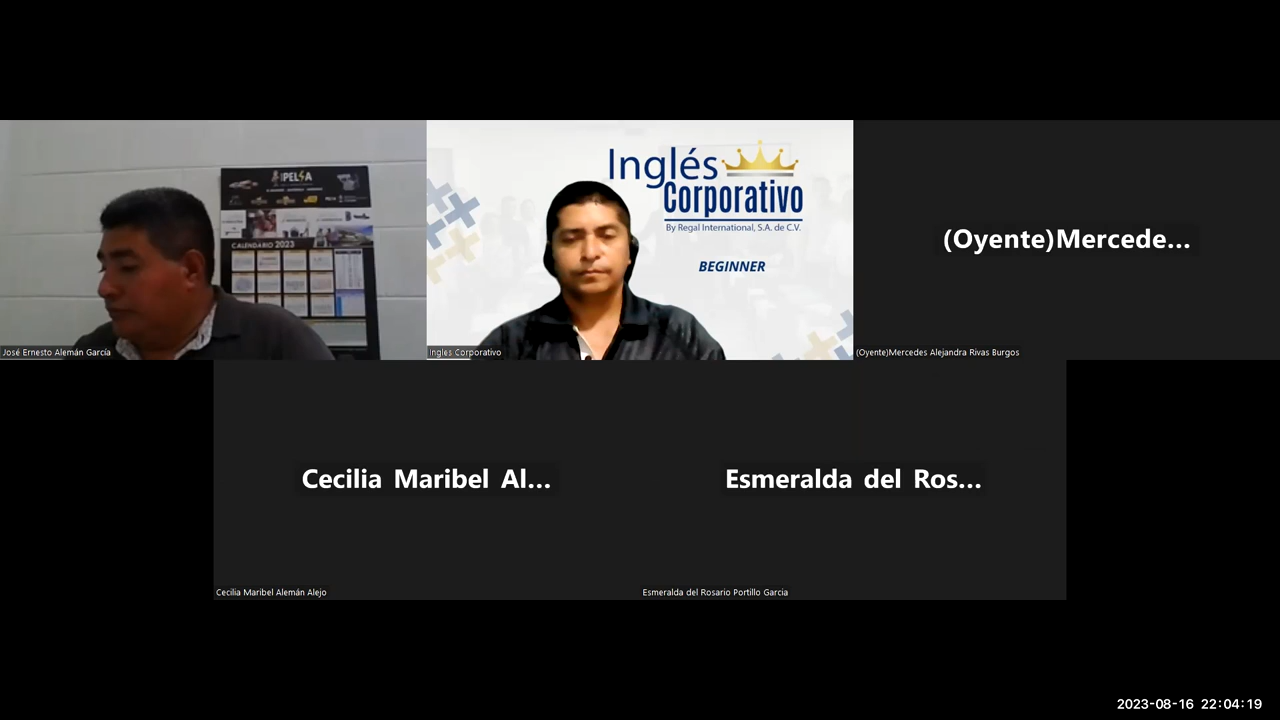 IPELSA
CALENDARIO 2023
José Ernesto Alemán García
Inglés
Corporativo
By Regal International, S.A. de C.V.
BEGINNER
Inglés Corporativo
(Oyente)Mercede...
(Oyente)Mercedes Alejandra Rivas Burgos
Cecilia Maribel Al...
Cecilia Maribel Alemán Alejo
Esmeralda del Ros...
Esmeralda del Rosario Portillo Garcia
2023-08-16 22:04:19